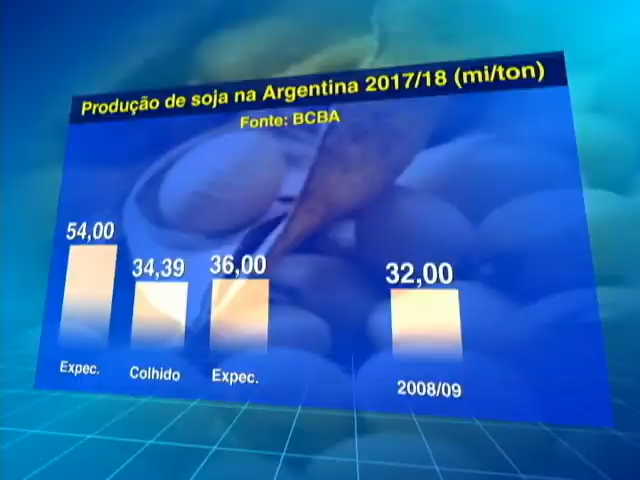 Produção de soja na Argentina 2017/18 (mi/ton)
Fonte: BCBA
54,00
34,39
36,00
32,00
Expec.
Colhido
Expec.
2008/09